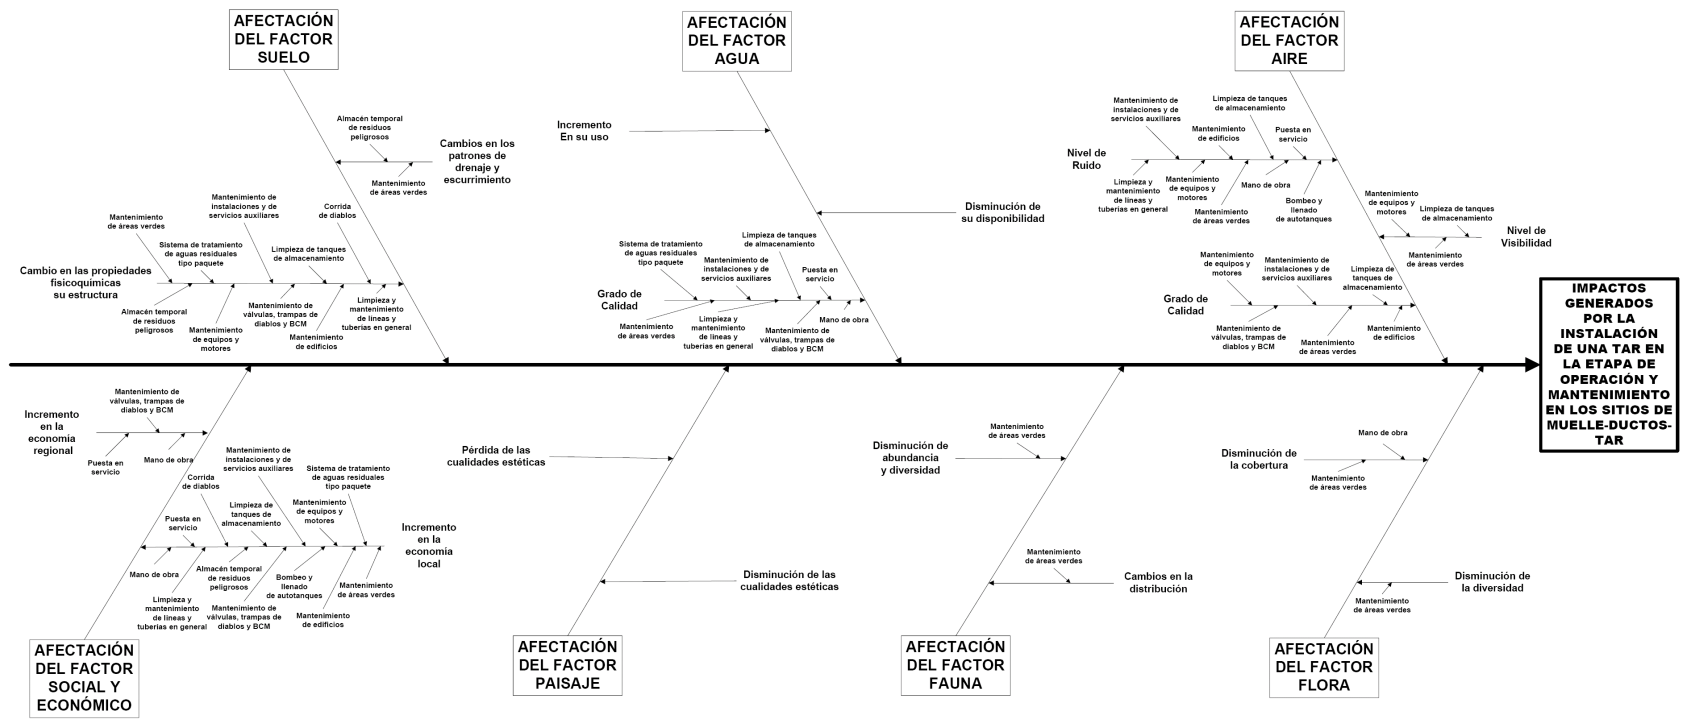 AFECTACIÓN
DEL FACTOR
SUELO
AFECTACIÓN
DEL FACTOR
AGUA
AFECTACIÓN
DEL FACTOR
AIRE
Almacén temporal
de residuos
peligrosos
Cambios en los
patrones de
drenaje y
escurrimiento
Mantenimiento
de áreas verdes
Mantenimiento
de áreas verdes
Mantenimiento de
instalaciones y de
servicios auxiliares
Corrida
de diablos
Sistema de tratamiento
de aguas residuales
tipo paquete
Limpieza de tanques
de almacenamiento
Cambio en las propiedades
fisicoquimicas
su estructura
Almacén temporal
de residuos
peligrosos
Mantenimiento
de equipos y
motores
Mantenimiento de
válvulas, trampas de
diablos y BCM
Mantenimiento
de edificios
Limpieza y
mantenimiento
de líneas y
tuberías en general
Incremento
En su uso
Disminución de
su disponibilidad
Sistema de tratamiento
de aguas residuales
tipo paquete
Mantenimiento de
instalaciones y de
servicios auxiliares
Limpieza de tanques
de almacenamiento
Puesta en
servicio
Grado de
Calidad
Mantenimiento
de áreas verdes
Limpieza y
mantenimiento
de líneas y
tuberías en general
Mantenimiento de
válvulas, trampas de
diablos y BCM
Mano de obra
Mantenimiento de
instalaciones y de
servicios auxiliares
Limpieza de tanques
de almacenamiento
Mantenimiento
de edificios
Puesta en
servicio
Nivel de
Ruido
Limpieza y
mantenimiento
de líneas y
tuberías en general
Mantenimiento
de equipos y
motores
Mantenimiento
de áreas verdes
Mano de obra
Bombeo y
llenado
de autotanques
Mantenimiento
de equipos y
motores
Limpieza de tanques
de almacenamiento
Nivel de
Visibilidad
Mantenimiento
de áreas verdes
Mantenimiento
de equipos y
motores
Mantenimiento de
instalaciones y de
servicios auxiliares
Limpieza de
tanques de
almacenamiento
Grado de
Calidad
Mantenimiento de
válvulas, trampas de
diablos y BCM
Mantenimiento
de áreas verdes
Mantenimiento
de edificios
IMPACTOS
GENERADOS
POR LA
INSTALACIÓN
DE UNA TAR EN
LA ETAPA DE
OPERACIÓN Y
MANTENIMIENTO
EN LOS SITIOS DE
MUELLE-DUCTOS-
TAR
Mantenimiento de
válvulas, trampas de
diablos y BCM
Incremento
en la
economía
regional
Puesta en
servicio
Mano de obra
Corrida
de diablos
Mantenimiento de
instalaciones y de
servicios auxiliares
Sistema de tratamiento
de aguas residuales
tipo paquete
Puesta en
servicio
Limpieza de
tanques de
almacenamiento
Mantenimiento
de equipos y
motores
Incremento
en la
economía
local
Mano de obra
Limpieza y
mantenimiento
de líneas y
tuberías en general
Almacén temporal
de residuos
peligrosos
Mantenimiento de
válvulas, trampas de
diablos y BCM
Bombeo y
llenado
de autotanques
Mantenimiento
de edificios
Mantenimiento
de áreas verdes
Pérdida de las
cualidades estéticas
Disminución de las
cualidades estéticas
Disminución de
abundancia
y diversidad
Mantenimiento
de áreas verdes
Mantenimiento
de áreas verdes
Cambios en la
distribución
Disminución de
la cobertura
Mano de obra
Mantenimiento
de áreas verdes
Disminución de
la diversidad
Mantenimiento
de áreas verdes
AFECTACIÓN
DEL FACTOR
SOCIAL Y
ECONÓMICO
AFECTACIÓN
DEL FACTOR
PAISAJE
AFECTACIÓN
DEL FACTOR
FAUNA
AFECTACIÓN
DEL FACTOR
FLORA